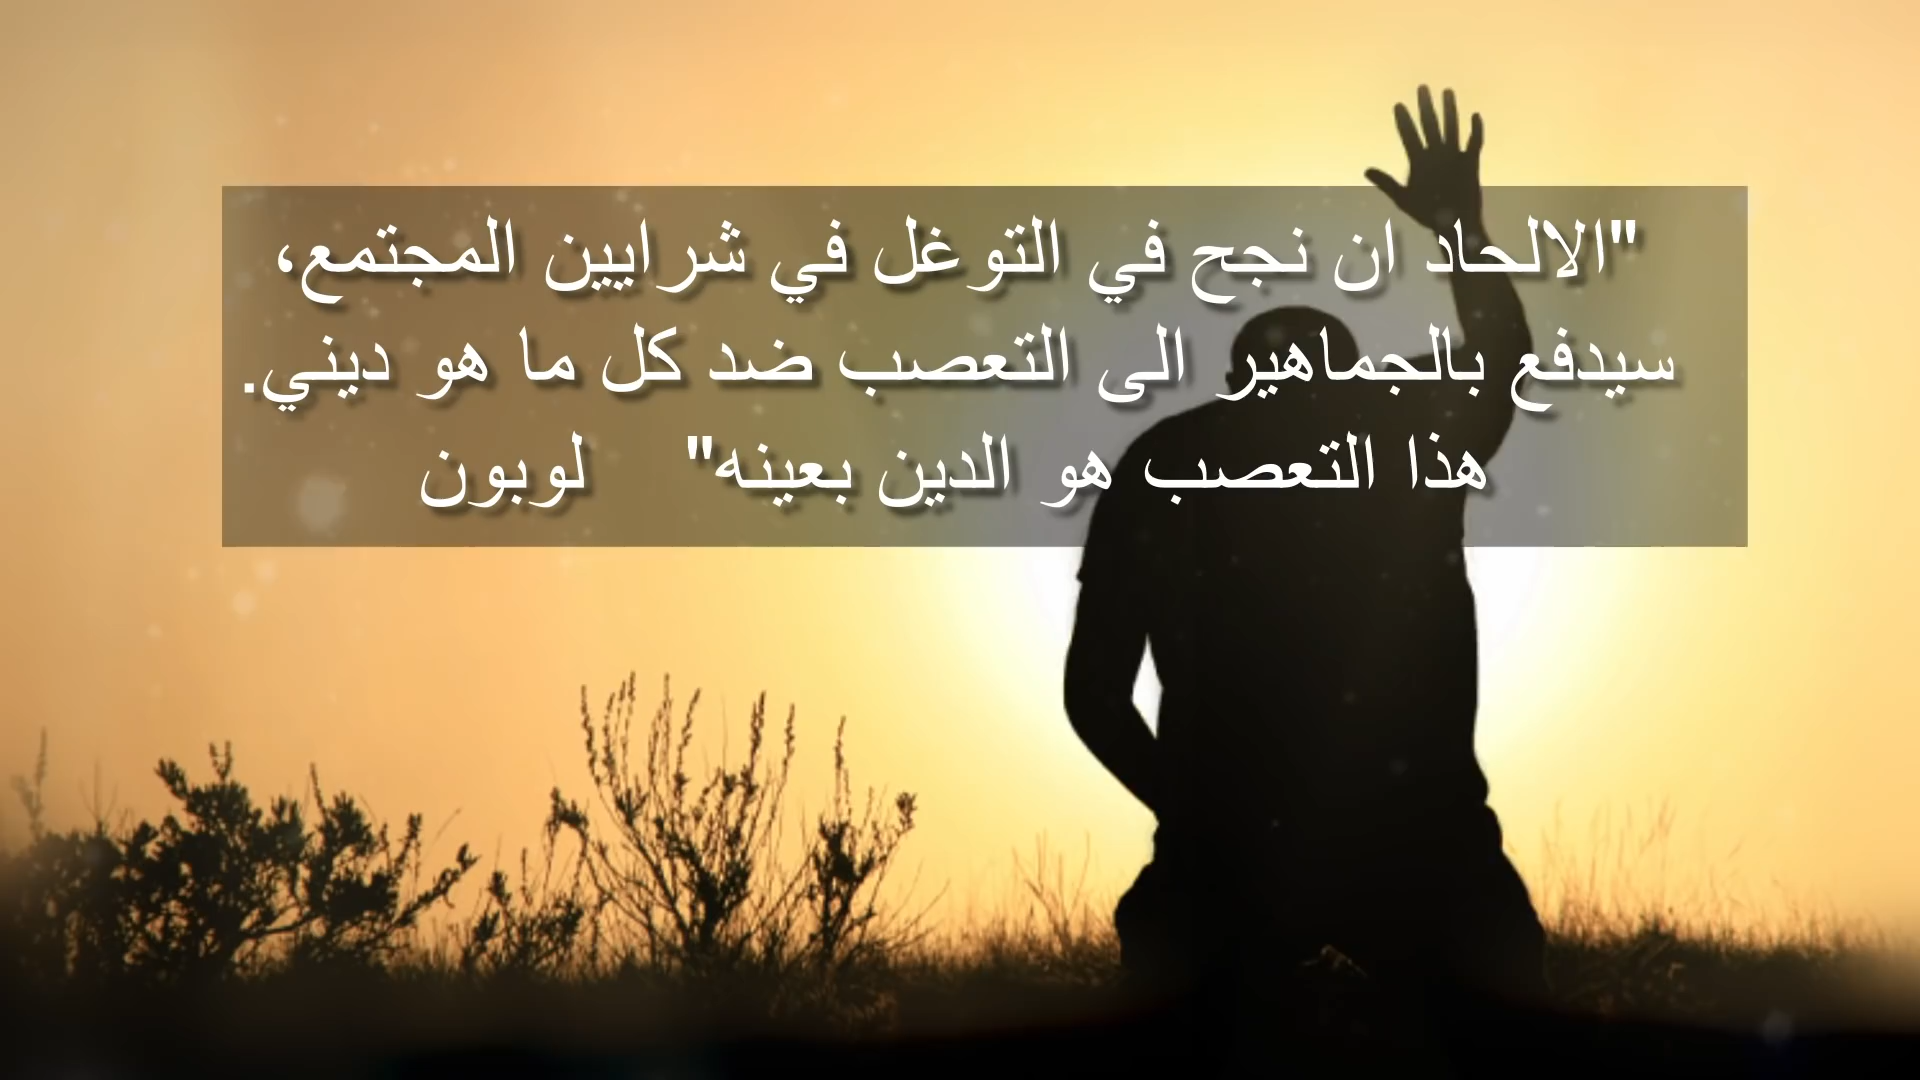 "الالحاد ان نجح في التوغل في شرايين المجتمع،
سيدفع بالجماهير الى التعصب ضد كل ما هو ديني.
هذا التعصب هو الدين بعينه" لوبون